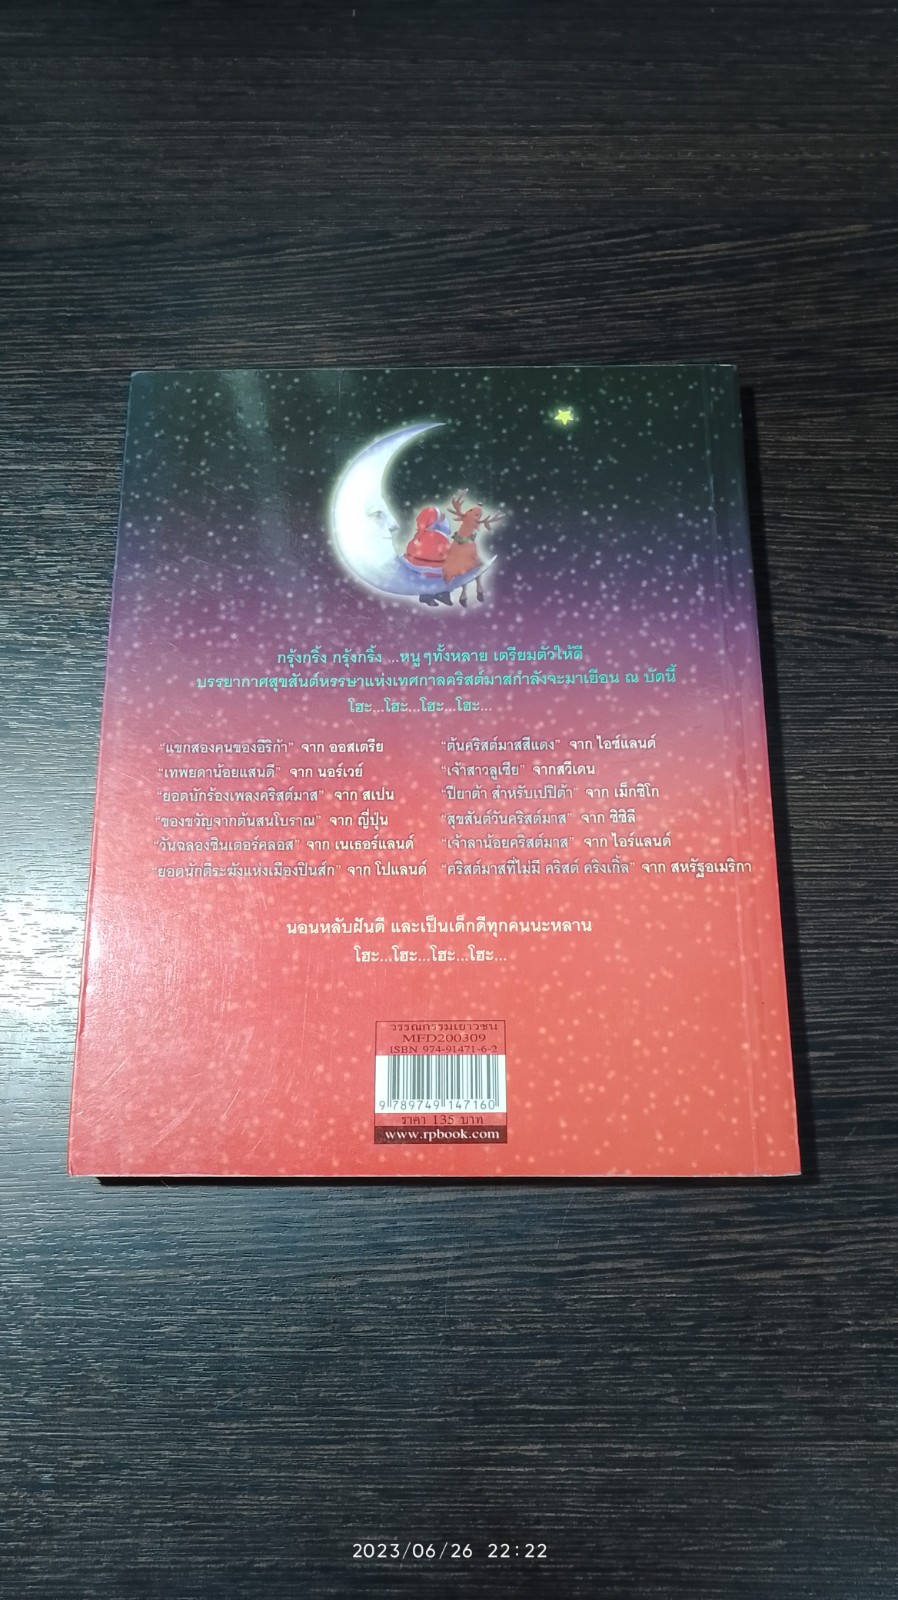 กรุ้งกริ้ง กรุ้งกริ้ง ...หนูๆทั้งหลาย เตรียมตัวให้ดี
บรรยากาศสุขสันต์หรรษาแห่งเทศกาลคริสต์มาสกำลังจะมาเยือน ณ บัดนี้
โฮะ...โฮะ...โฮะ...โฮะ...
"แขกสองคนของอีริก้า" จาก ออสเตรีย
"เทพยดาน้อยแสนดี" จาก นอร์เวย์
"ยอดนักร้องเพลงคริสต์มาส" จาก สเปน
"ของขวัญจากต้นสนโบราณ" จาก ญี่ปุ่น
"วันฉลองซินเตอร์คลอส" จาก เนเธอร์แลนด์
"ยอดนักตีระฆังแห่งเมืองปินส์ก" จาก โปแลนด์
"ต้นคริสต์มาสสีแดง" จาก ไอซ์แลนด์
"เจ้าสาวลูเซีย" จากสวีเดน
"ปียาต้า สำหรับเปปิต้า" จาก เม็กซิโก
"สุขสันต์วันคริสต์มาส" จาก ซิซิลี
"เจ้าลาน้อยคริสต์มาส" จาก ไอร์แลนด์
"คริสต์มาสที่ไม่มี คริสต์ คริงเกิ้ล" จาก สหรัฐอเมริกา
นอนหลับฝันดี และเป็นเด็กดีทุกคนนะหลาน
โฮะ...โฮะ...โฮะ...โฮะ...
วรรณกรรมเยาวชน
MFD200309
ISBN 974-91471-6-2
9 789749 147160
ราคา 135 บาท
www.rpbook.com
2023/06/26 22:22